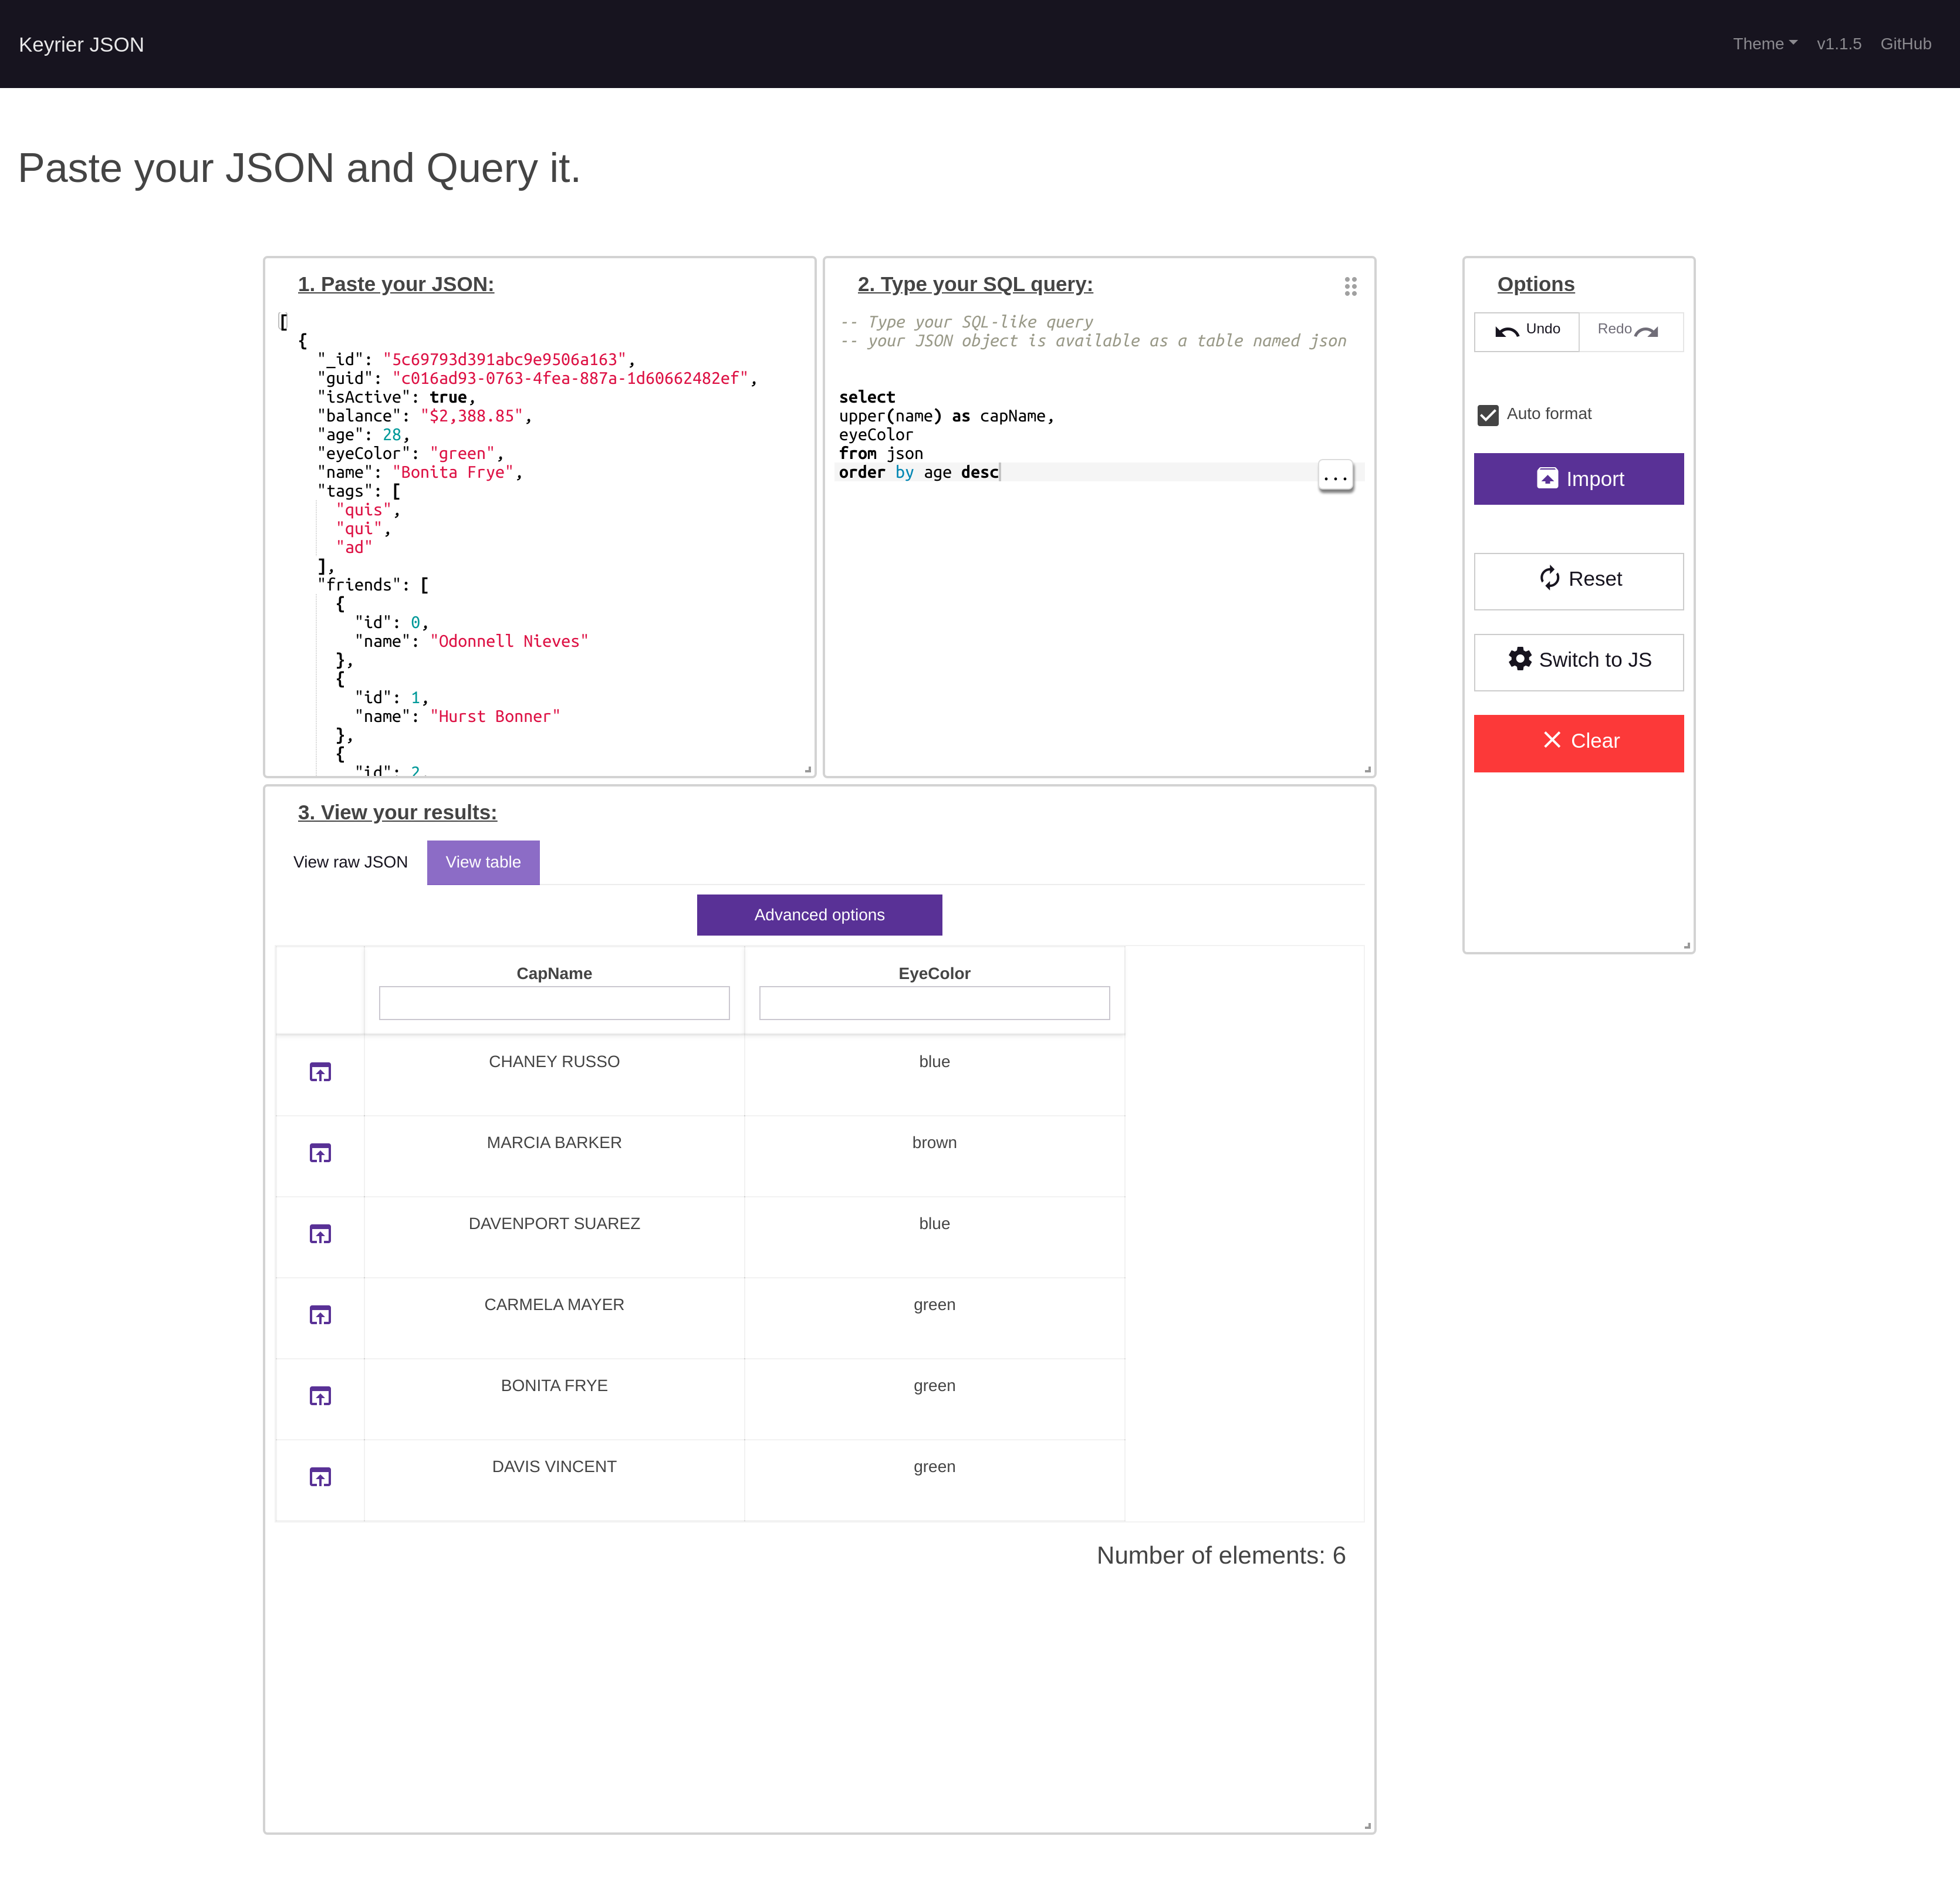 Keyrier JSON
Theme v1.1.5 GitHub
Paste your JSON and Query it.
1. Paste your JSON:
[
{
"_id": "5c69793d391abc9e9506a163",
"guid": "c016ad93-0763-4fea-887a-1d60662482ef",
"isActive": true,
"balance": "$2,388.85",
"age": 28,
"eyeColor": "green",
"name": "Bonita Frye",
"tags": [
"quis",
"qui",
"ad"
],
"friends": [
{
"id": 0,
"name": "Odonnell Nieves"
},
{
"id": 1,
"name": "Hurst Bonner"
},
{
"id": 2,
2. Type your SQL query:
-- Type your SQL-like query
-- your JSON object is available as a table named json
select
upper(name) as capName,
eyeColor
from json
order by age desc
...
Options
Undo Redo
Auto format
Import
Reset
Switch to JS
Clear
3. View your results:
View raw JSON View table
Advanced options
CapName EyeColor
CHANEY RUSSO blue
MARCIA BARKER brown
DAVENPORT SUAREZ blue
CARMELA MAYER green
BONITA FRYE green
DAVIS VINCENT green
Number of elements: 6